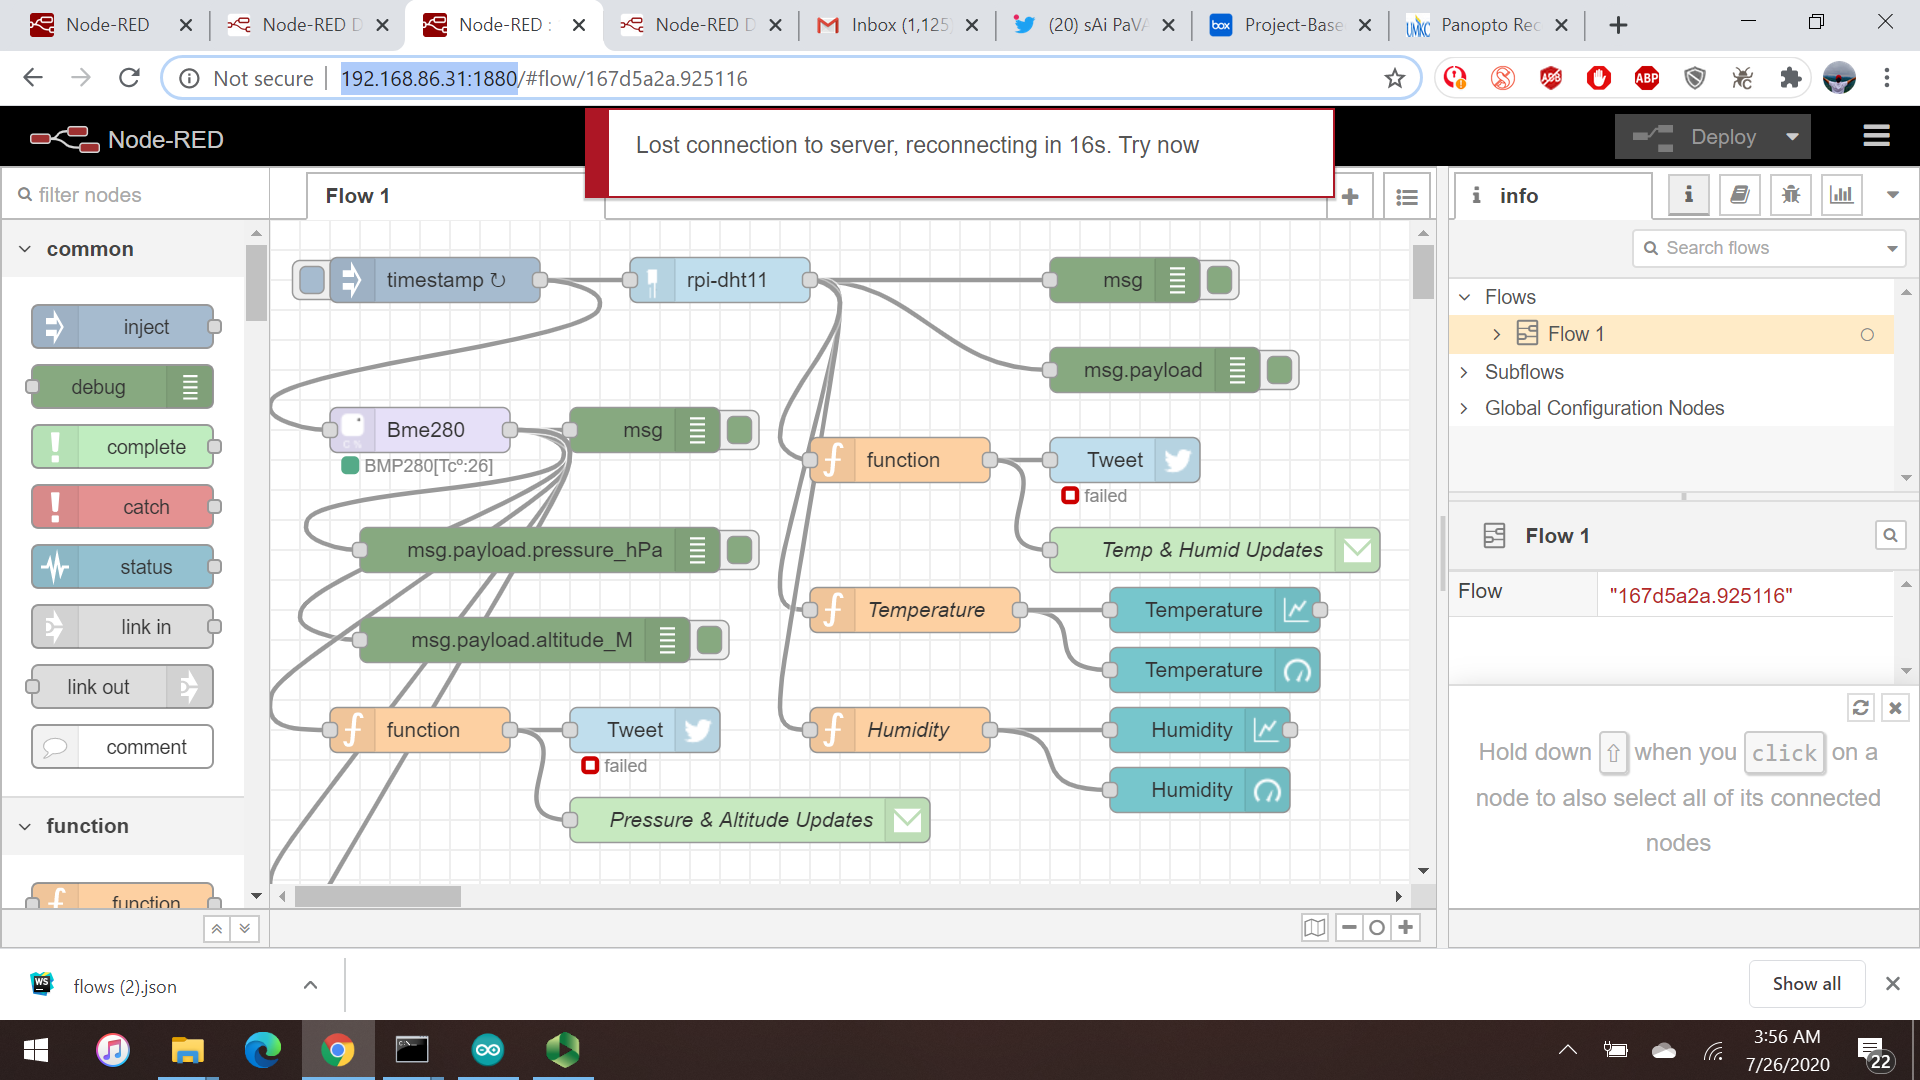 Node-RED
Node-RED D
Node-RED :
Node-RED D
Inbox (1,125
(20) sAi PaVA
box
Project-Base
UMKC
Panopto Rec
Not secure
192.168.86.31:1880/#flow/167d5a2a.925116
ABP
Node-RED
Lost connection to server, reconnecting in 16s. Try now
Deploy
filter nodes
Flow 1
i info
Search flows
common
inject
debug
complete
catch
status
link in
link out
comment
function
function
timestamp ↻
rpi-dht11
msg
msg.payload
Bme280
BMP280[Tcº:26]
msg
function
Tweet
failed
msg.payload.pressure_hPa
Temp & Humid Updates
Temperature
Temperature
msg.payload.altitude_M
Temperature
function
Tweet
failed
Humidity
Humidity
Humidity
Pressure & Altitude Updates
Flows
Flow 1
Subflows
Global Configuration Nodes
Flow 1
Flow
"167d5a2a.925116"
Hold down ⇧ when you click on a
node to also select all of its connected
nodes
WS
flows (2).json
Show all
3:56 AM
7/26/2020
22